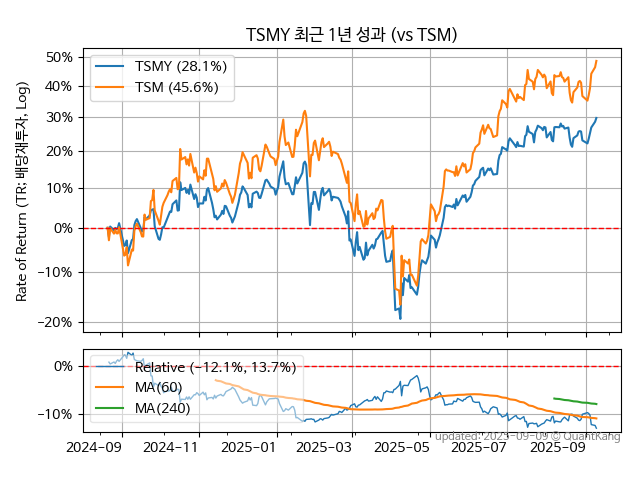 TSMY 최근 1년 성과 (vs TSM)
Rate of Return (TR: 배당재투자, Log)
50%
40%
30%
20%
10%
0%
−10%
−20%
TSMY (28.1%)
TSM (45.6%)
0%
−10%
Relative (−12.1%, 13.7%)
MA(60)
MA(240)
2024−09
2024−11
2025−01
2025−03
2025−05
2025−07
2025−09
updated: 2025−09−09 © QuantKang